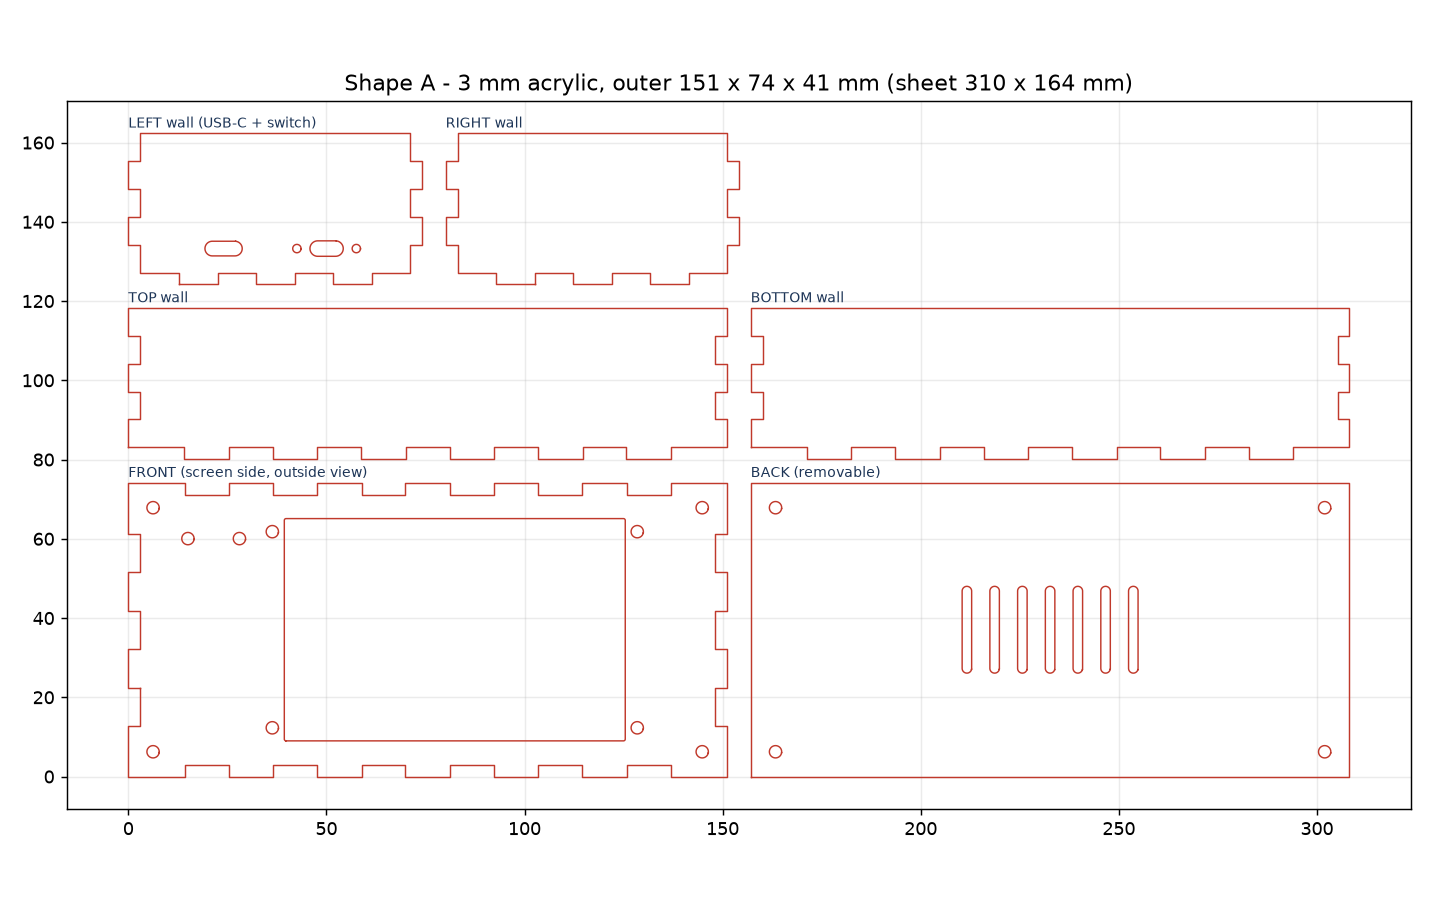 Shape A - 3 mm acrylic, outer 151 x 74 x 41 mm (sheet 310 x 164 mm)
LEFT wall (USB-C + switch)
RIGHT wall
160
140
120
TOP wall
BOTTOM wall
100
80
FRONT (screen side, outside view)
BACK (removable)
60
40
20
0
0
50
100
150
200
250
300